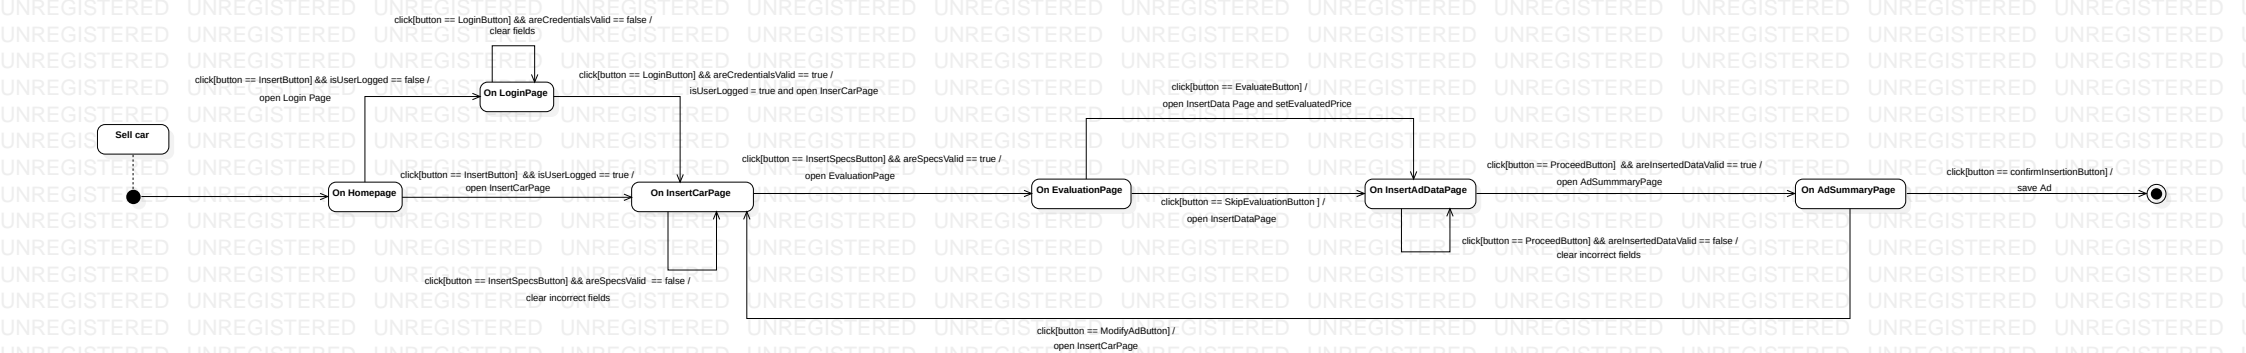 click[button == LoginButton] && areCredentialsValid == false /
clear fields
click[button == InsertButton] && isUserLogged == false /
open Login Page
On LoginPage
click[button == LoginButton] && areCredentialsValid == true /
isUserLogged = true and open InserCarPage
Sell car
click[button == InsertButton]  && isUserLogged == true /
open InsertCarPage
On Homepage
On InsertCarPage
click[button == InsertSpecsButton] && areSpecsValid  == false /
clear incorrect fields
click[button == InsertSpecsButton] && areSpecsValid == true /
open EvaluationPage
On EvaluationPage
click[button == EvaluateButton] /
open InsertData Page and setEvaluatedPrice
click[button == SkipEvaluationButton ] /
open InsertDataPage
On InsertAdDataPage
click[button == ProceedButton]  && areInsertedDataValid == true /
open AdSummmaryPage
click[button == ProceedButton] && areInsertedDataValid == false /
clear incorrect fields
On AdSummaryPage
click[button == confirmInsertionButton] /
save Ad
click[button == ModifyAdButton] /
open InsertCarPage
UNREGISTERED